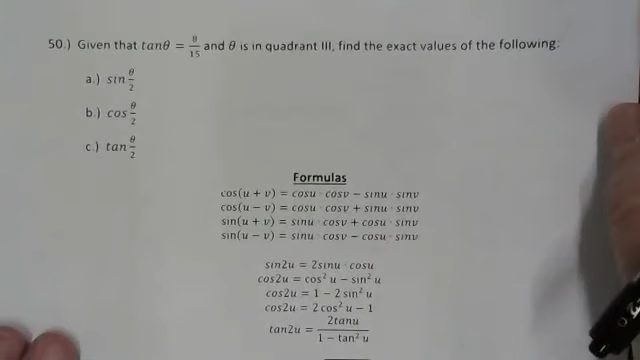 50.) Given that tanθ = 8/15 and θ is in quadrant III, find the exact values of the following:
a.) sin θ/2
b.) cos θ/2
c.) tan θ/2
Formulas
cos(u + v) = cosu · cosv − sinu · sinv
cos(u − v) = cosu · cosv + sinu · sinv
sin(u + v) = sinu · cosv + cosu · sinv
sin(u − v) = sinu · cosv − cosu · sinv
sin2u = 2sinu · cosu
cos2u = cos² u − sin² u
cos2u = 1 − 2 sin² u
cos2u = 2 cos² u − 1
tan2u = 2tanu / 1 − tan² u